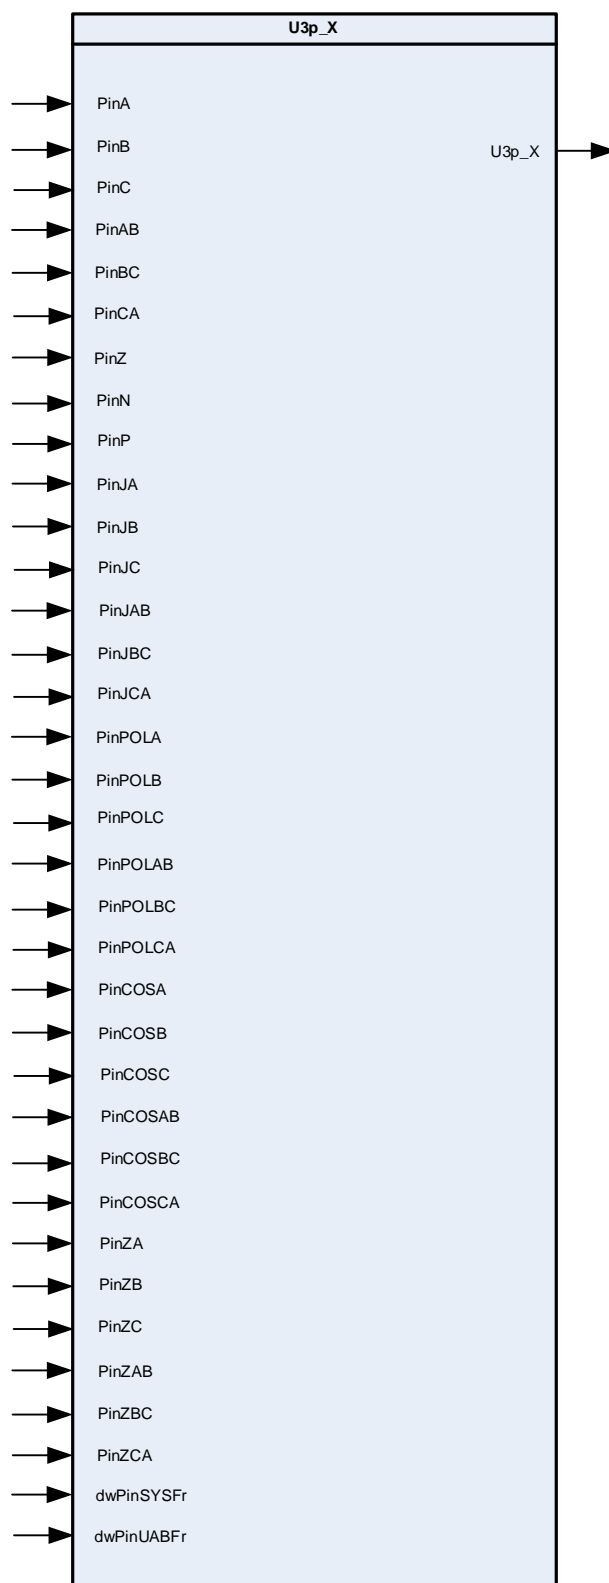 U3p_X
PinA
PinB
U3p_X
PinC
PinAB
PinBC
PinCA
PinZ
PinN
PinP
PinJA
PinJB
PinJC
PinJAB
PinJBC
PinJCA
PinPOLA
PinPOLB
PinPOLC
PinPOLAB
PinPOLBC
PinPOLCA
PinCOSA
PinCOSB
PinCOSC
PinCOSAB
PinCOSBC
PinCOSCA
PinZA
PinZB
PinZC
PinZAB
PinZBC
PinZCA
dwPinSYSFr
dwPinUABFr